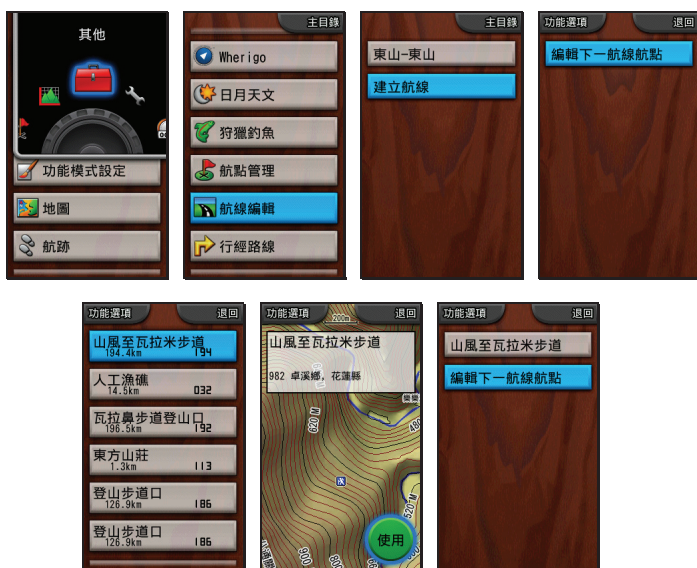 其他
功能模式設定
地圖
航跡
主目錄
Wherigo
日月天文
狩獵釣魚
航點管理
航線編輯
行經路線
主目錄
東山-東山
建立航線
功能選項
退回
編輯下一航線航點
功能選項
退回
山風至瓦拉米步道
194.4km 194
人工漁礁
14.5km 032
瓦拉鼻步道登山口
196.5km 192
東方山莊
1.3km 113
登山步道口
126.9km 186
登山步道口
126.9km 186
功能選項
退回
200m
山風至瓦拉米步道
982 卓溪鄉, 花蓮縣
620 M
520 M
900
使用
功能選項
退回
山風至瓦拉米步道
編輯下一航線航點